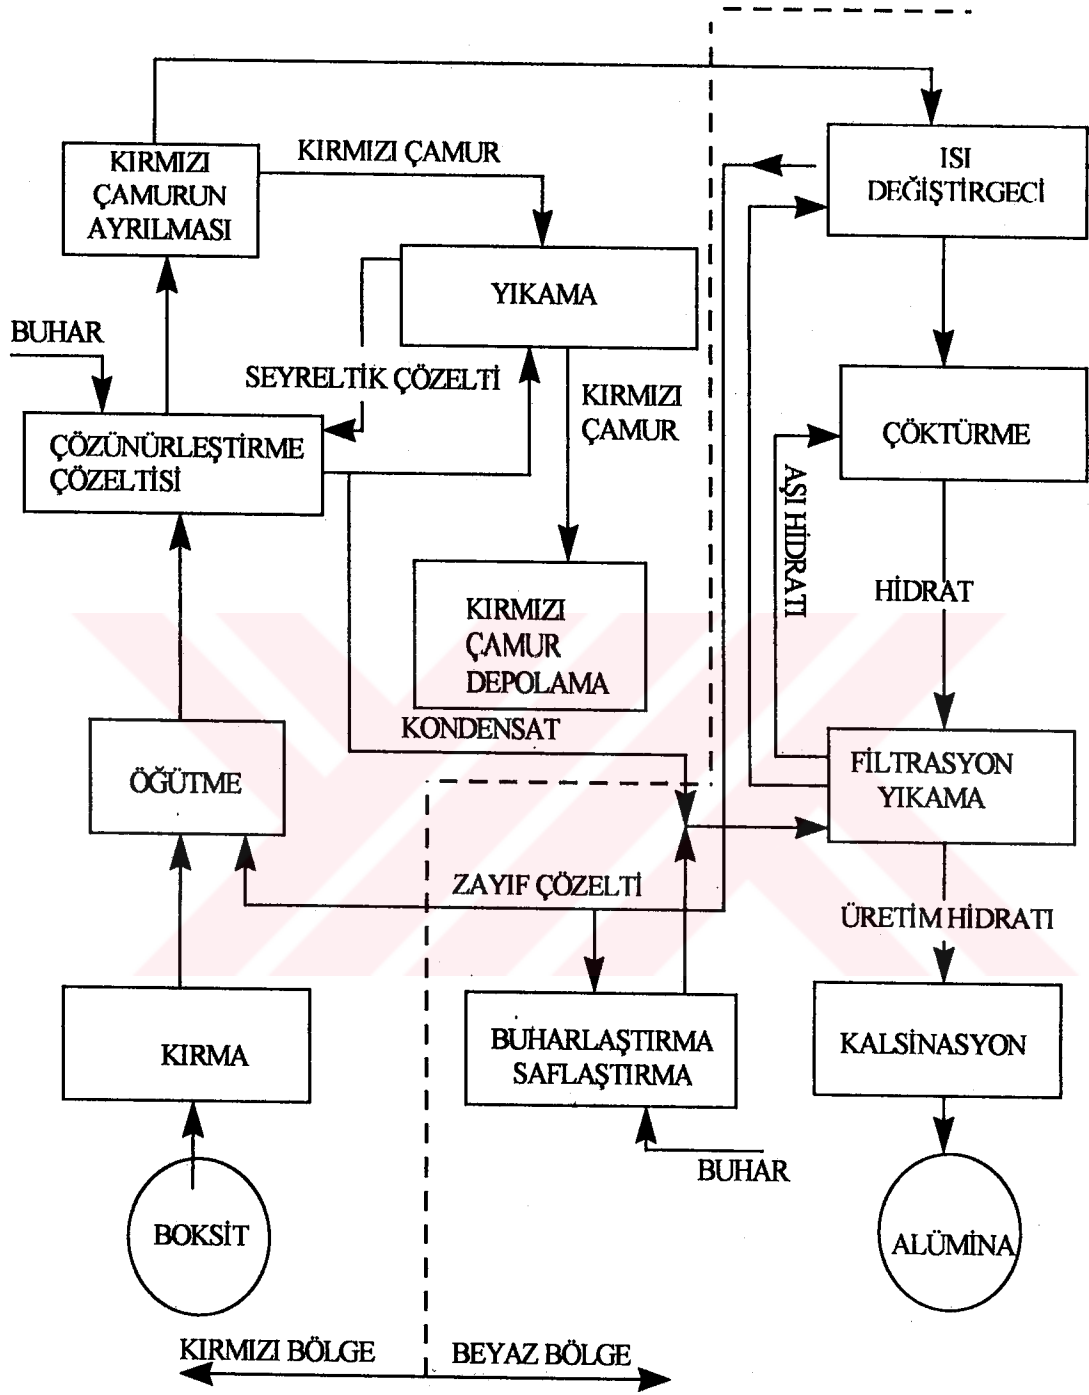 KIRMIZI
ÇAMURUN
AYRILMASI
KIRMIZI ÇAMUR
ISI
DEĞİŞTİRGECİ
YIKAMA
BUHAR
SEYRELTİK ÇÖZELTİ
KIRMIZI
ÇAMUR
ÇÖZÜNÜRLEŞTİRME
ÇÖZELTİSİ
ÇÖKTÜRME
AŞI HİDRATI
HİDRAT
KIRMIZI
ÇAMUR
DEPOLAMA
KONDENSAT
ÖĞÜTME
FİLTRASYON
YIKAMA
ZAYIF ÇÖZELTİ
ÜRETİM HİDRATI
KIRMA
BUHARLAŞTIRMA
SAFLAŞTIRMA
KALSİNASYON
BUHAR
BOKSİT
ALÜMİNA
KIRMIZI BÖLGE
BEYAZ BÖLGE